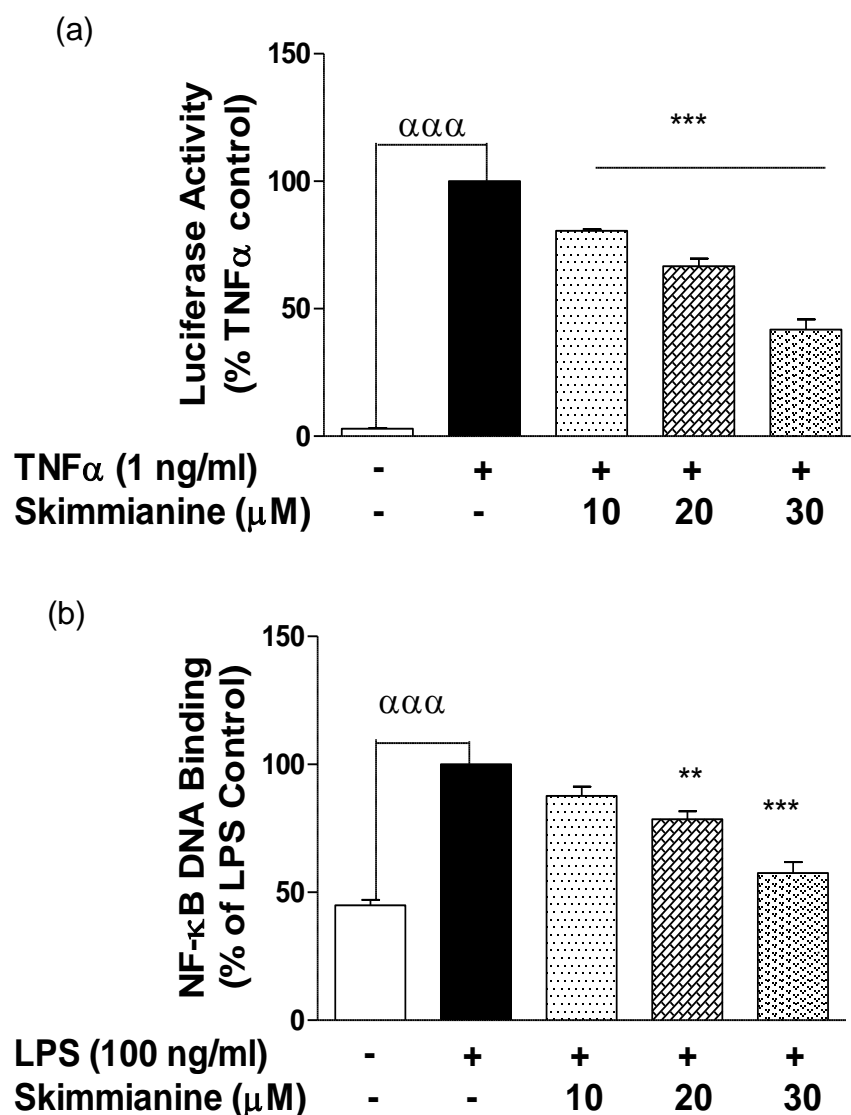 (a)
Luciferase Activity
(% TNFα control)
150
100
50
0
ααα
***
TNFα (1 ng/ml) - + + + +
Skimmianine (μM) - - 10 20 30
(b)
NF-κB DNA Binding
(% of LPS Control)
150
100
50
0
ααα
**
***
LPS (100 ng/ml) - + + + +
Skimmianine (μM) - - 10 20 30